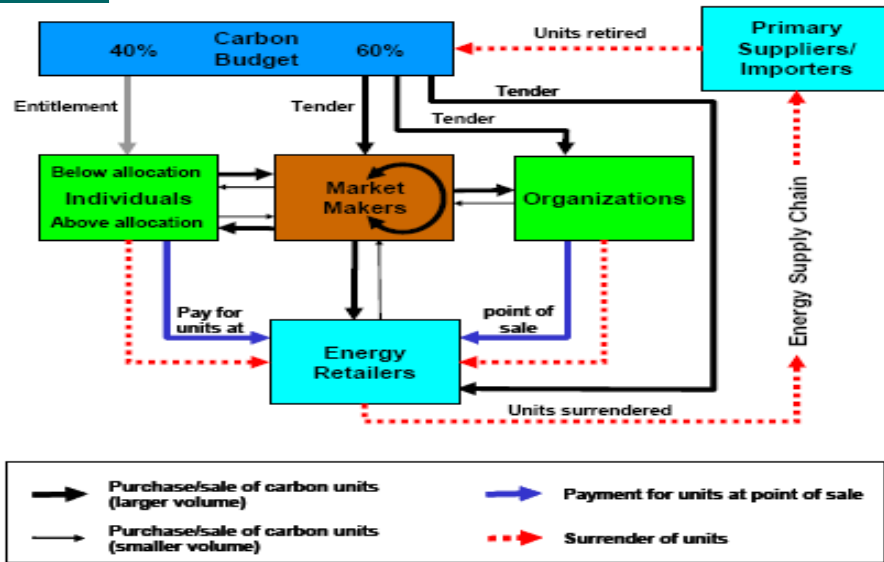 Carbon
Budget
40%
60%
Units retired
Primary
Suppliers/
Importers
Entitlement
Tender
Tender
Tender
Below allocation
Individuals
Above allocation
Market
Makers
Organizations
Pay for
units at
point of
sale
Energy
Retailers
Units surrendered
Energy Supply Chain
Purchase/sale of carbon units
(larger volume)
Payment for units at point of sale
Purchase/sale of carbon units
(smaller volume)
Surrender of units